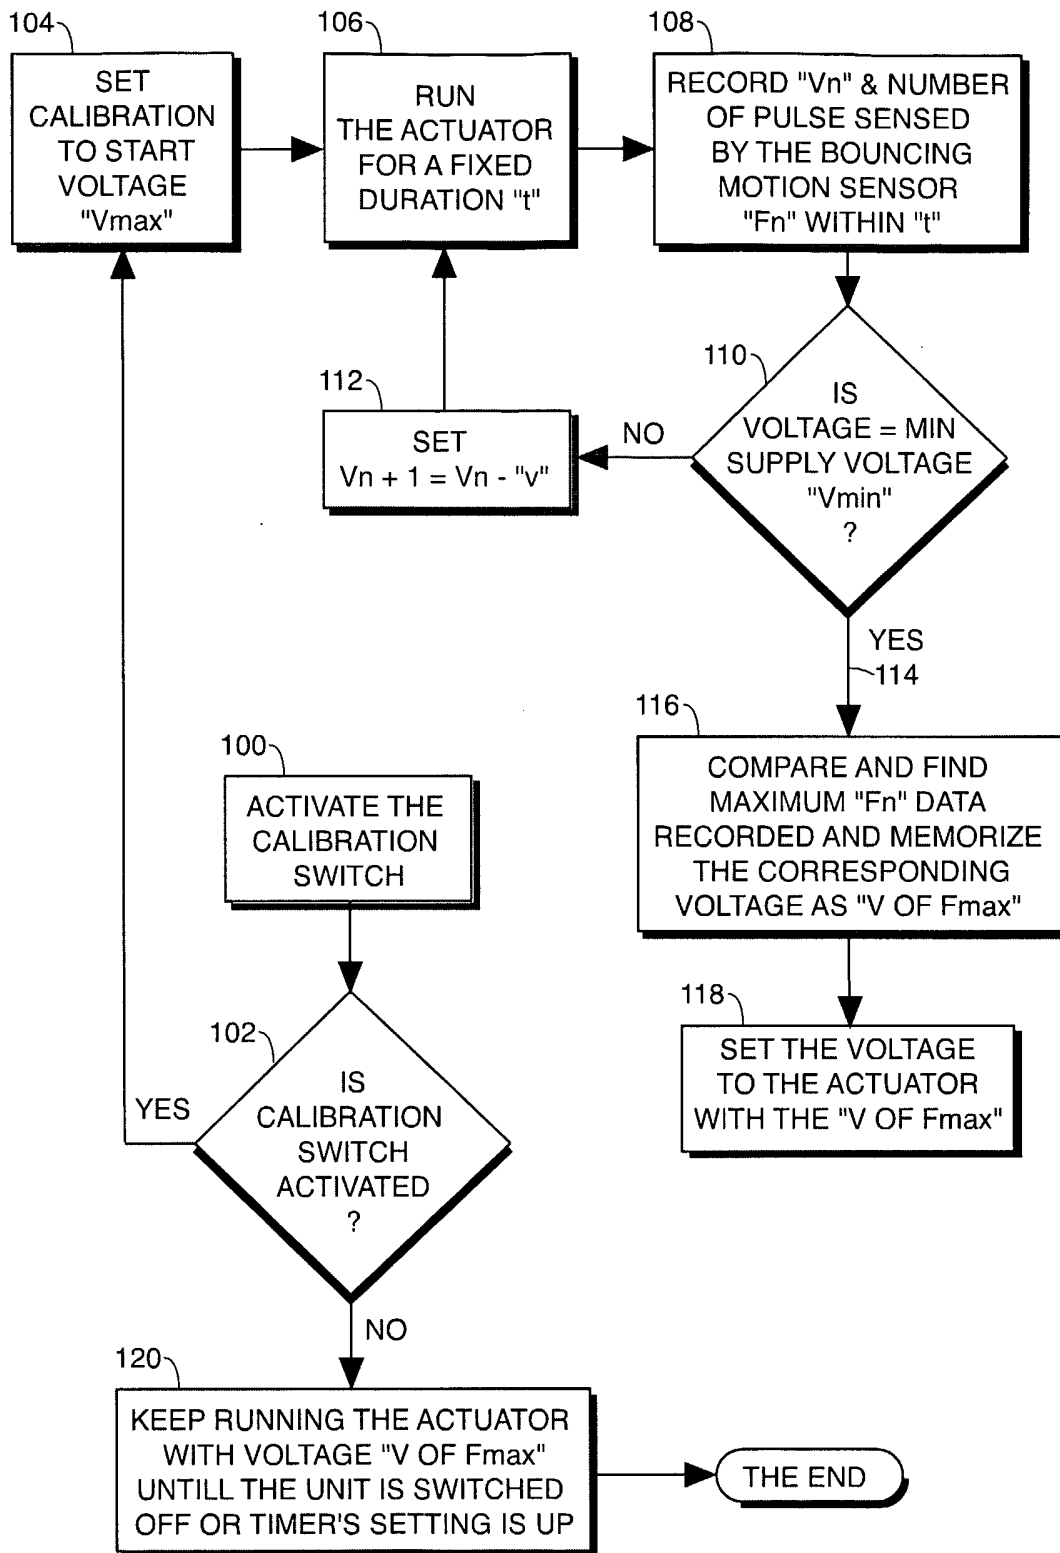 104
SET
CALIBRATION
TO START
VOLTAGE
"Vmax"
106
RUN
THE ACTUATOR
FOR A FIXED
DURATION "t"
108
RECORD "Vn" & NUMBER
OF PULSE SENSED
BY THE BOUNCING
MOTION SENSOR
"Fn" WITHIN "t"
110
IS
VOLTAGE = MIN
SUPPLY VOLTAGE
"Vmin"
?
NO
112
SET
Vn + 1 = Vn - "v"
YES
114
116
COMPARE AND FIND
MAXIMUM "Fn" DATA
RECORDED AND MEMORIZE
THE CORRESPONDING
VOLTAGE AS "V OF Fmax"
118
SET THE VOLTAGE
TO THE ACTUATOR
WITH THE "V OF Fmax"
100
ACTIVATE THE
CALIBRATION
SWITCH
102
IS
CALIBRATION
SWITCH
ACTIVATED
?
YES
NO
120
KEEP RUNNING THE ACTUATOR
WITH VOLTAGE "V OF Fmax"
UNTILL THE UNIT IS SWITCHED
OFF OR TIMER'S SETTING IS UP
THE END